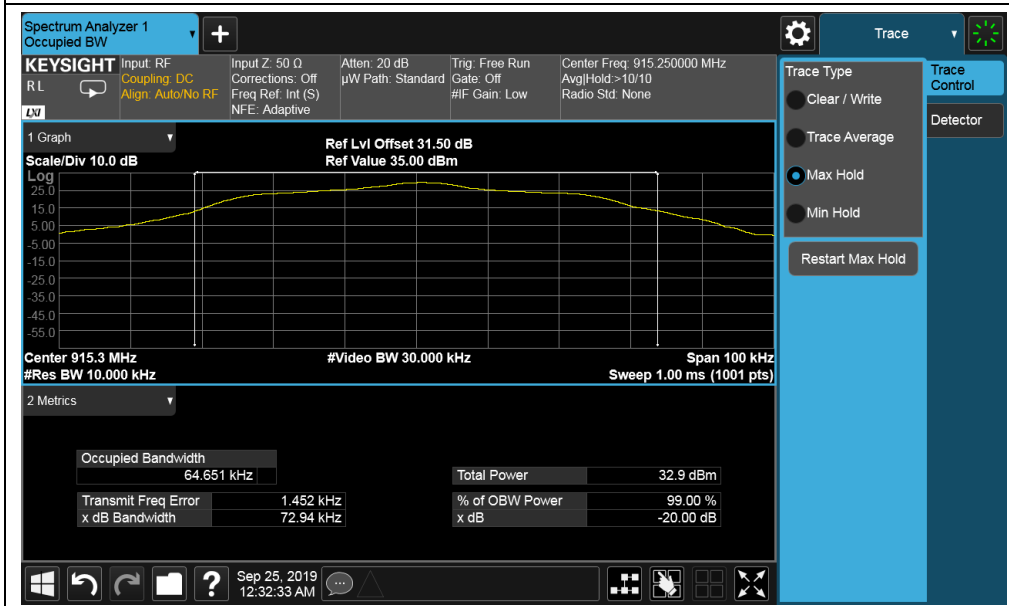 Spectrum Analyzer 1
Occupied BW
+
Trace
KEYSIGHT
RL
LXI
Input: RF
Coupling: DC
Align: Auto/No RF
Input Z: 50 Ω
Corrections: Off
Freq Ref: Int (S)
NFE: Adaptive
Atten: 20 dB
µW Path: Standard
Trig: Free Run
Gate: Off
#IF Gain: Low
Center Freq: 915.250000 MHz
Avg|Hold:>10/10
Radio Std: None
1 Graph
Scale/Div 10.0 dB
Ref Lvl Offset 31.50 dB
Ref Value 35.00 dBm
Log
25.0
15.0
5.00
-5.00
-15.0
-25.0
-35.0
-45.0
-55.0
Center 915.3 MHz
#Video BW 30.000 kHz
Span 100 kHz
#Res BW 10.000 kHz
Sweep 1.00 ms (1001 pts)
2 Metrics
Occupied Bandwidth
64.651 kHz
Total Power 32.9 dBm
Transmit Freq Error 1.452 kHz
% of OBW Power 99.00 %
x dB Bandwidth 72.94 kHz
x dB -20.00 dB
Trace Type
Clear / Write
Trace Average
Max Hold
Min Hold
Restart Max Hold
Trace
Control
Detector
?
Sep 25, 2019
12:32:33 AM